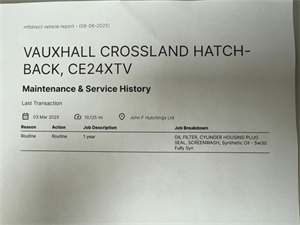 mfldirect vehicle report - (08-08-2025)
VAUXHALL CROSSLAND HATCH-
BACK, CE24XTV
Maintenance & Service History
Last Transaction
03 Mar 2025 10,125 mi John F Hutchings Ltd
Reason Action Job Description Job Breakdown
Routine Routine 1 year OIL FILTER, CYLINDER HOUSING PLUG
SEAL, SCREENWASH, Synthetic Oil - 5w30
Fully Syn